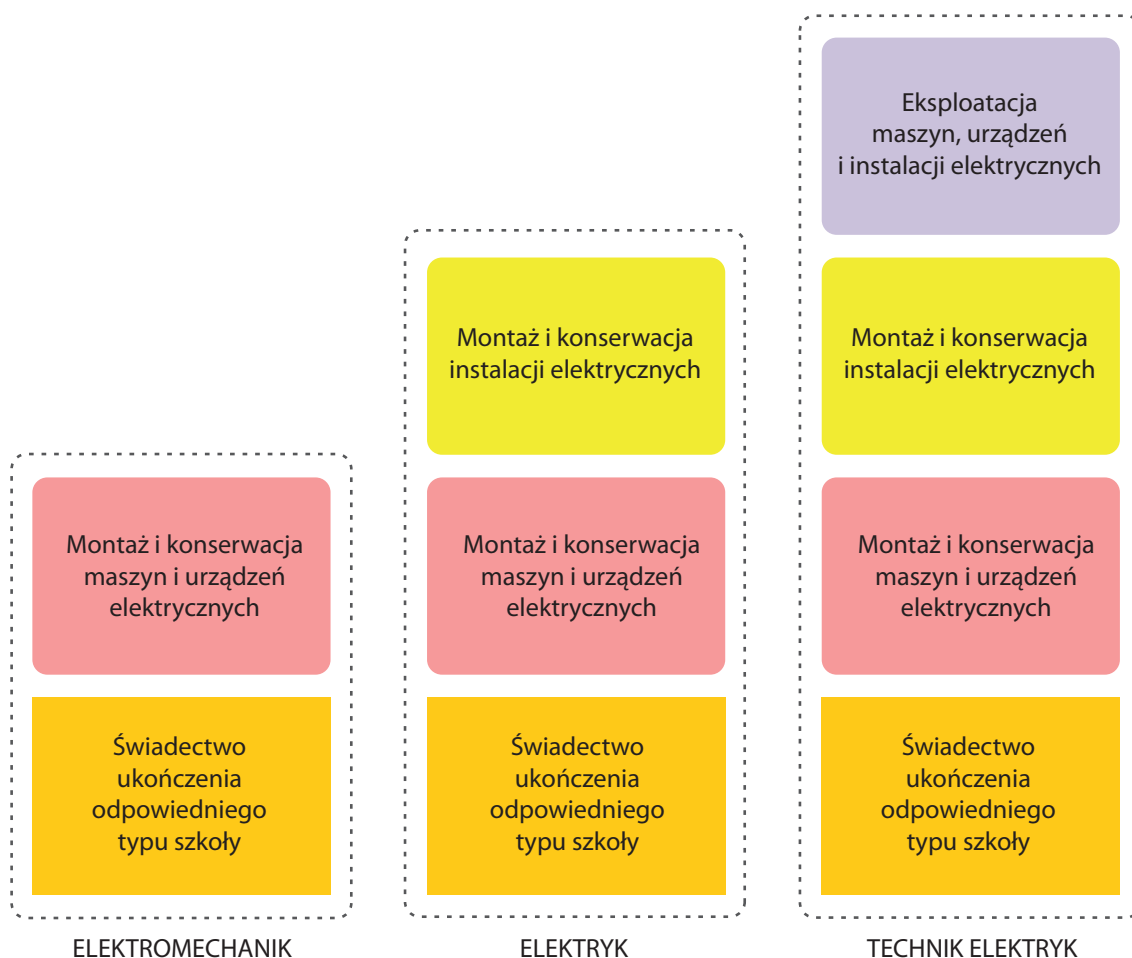 Eksploatacja
maszyn, urządzeń
i instalacji elektrycznych
Montaż i konserwacja
instalacji elektrycznych
Montaż i konserwacja
instalacji elektrycznych
Montaż i konserwacja
maszyn i urządzeń
elektrycznych
Montaż i konserwacja
maszyn i urządzeń
elektrycznych
Montaż i konserwacja
maszyn i urządzeń
elektrycznych
Świadectwo
ukończenia
odpowiedniego
typu szkoły
Świadectwo
ukończenia
odpowiedniego
typu szkoły
Świadectwo
ukończenia
odpowiedniego
typu szkoły
ELEKTROMECHANIK
ELEKTRYK
TECHNIK ELEKTRYK